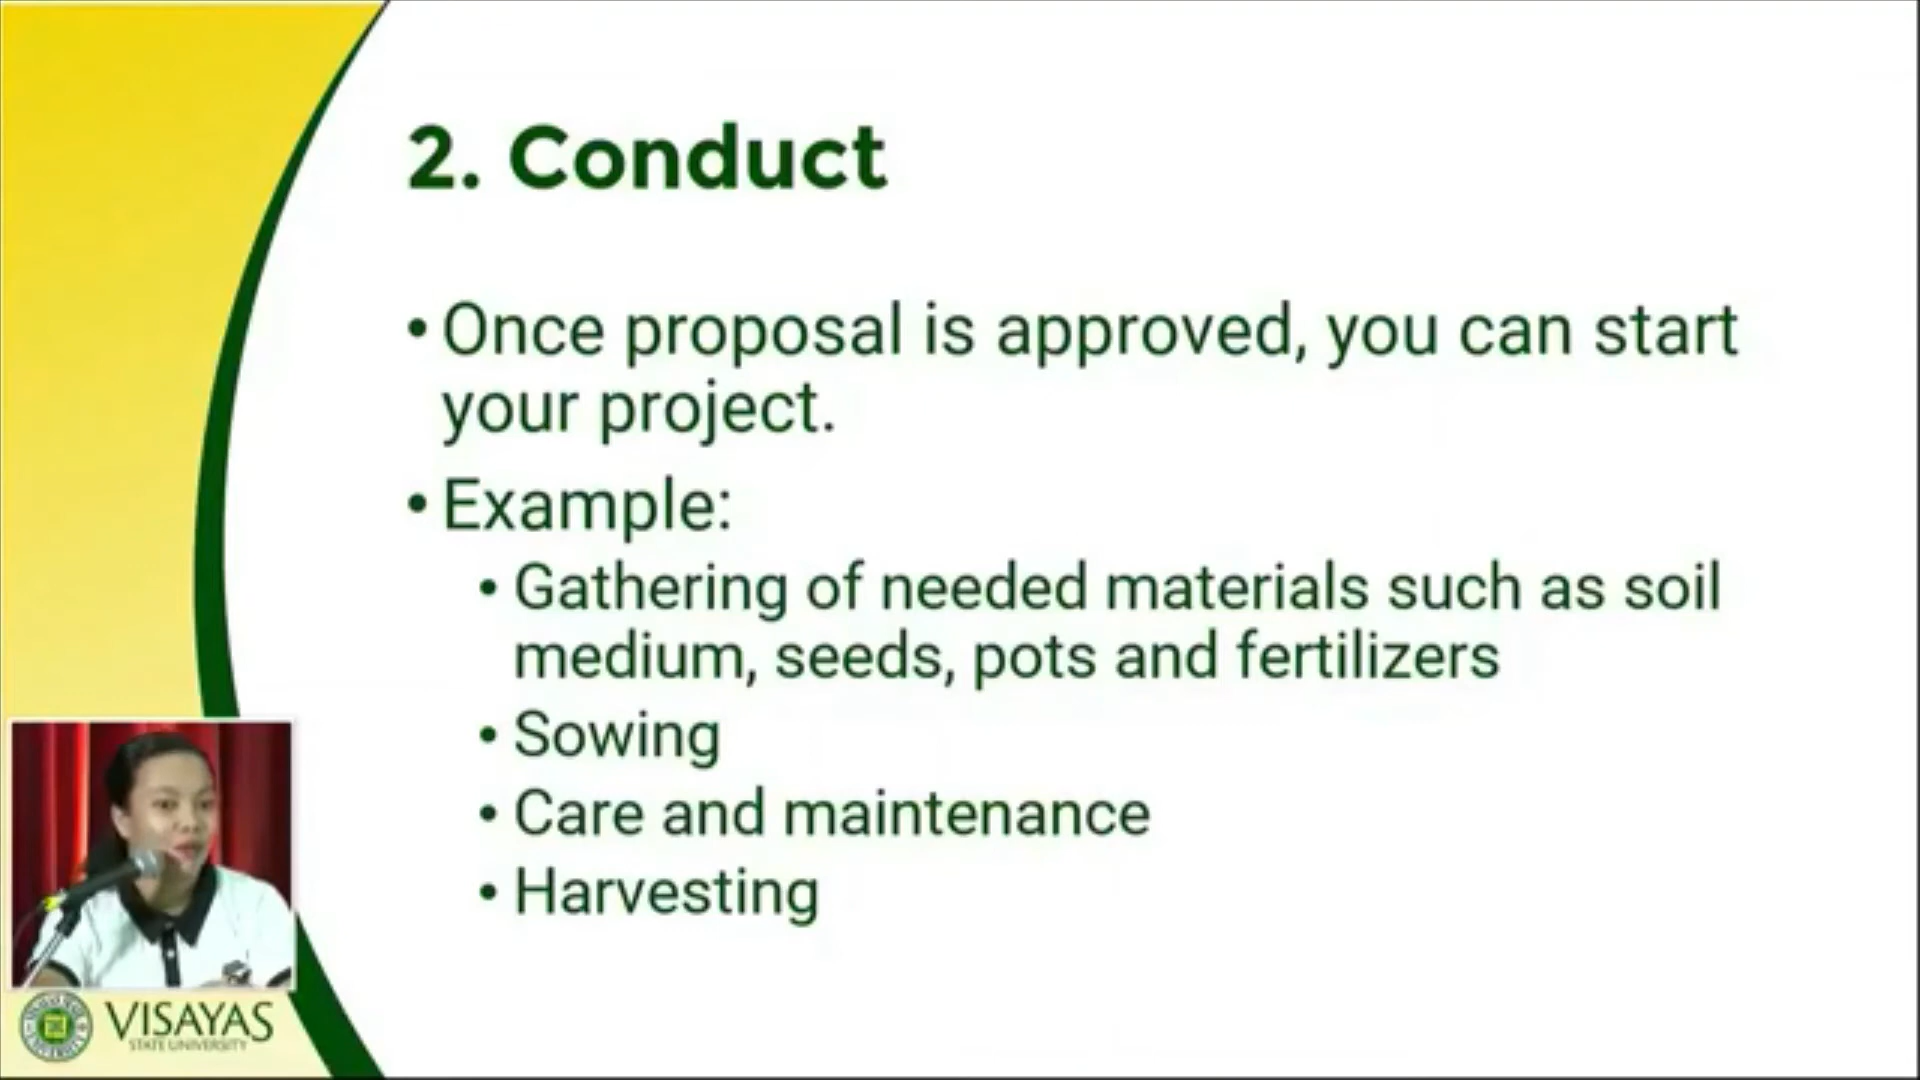 2. Conduct
• Once proposal is approved, you can start
your project.
• Example:
• Gathering of needed materials such as soil
medium, seeds, pots and fertilizers
• Sowing
• Care and maintenance
• Harvesting
VISAYAS
STATE UNIVERSITY